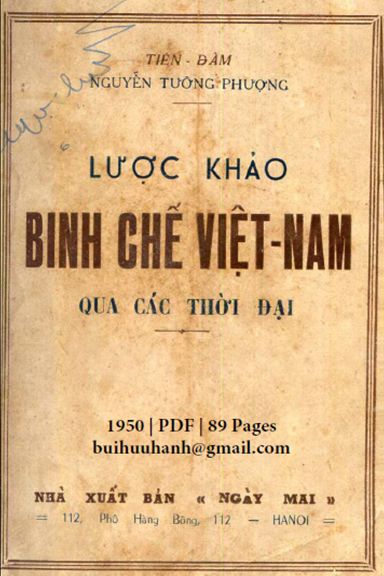 TIÊN - ĐÀM
NGUYỄN TƯỜNG PHƯỢNG
LƯỢC KHẢO
BINH CHẾ VIỆT-NAM
QUA CÁC THỜI ĐẠI
1950 | PDF | 89 Pages
buihuuhanh@gmail.com
NHÀ XUẤT BẢN « NGÀY MAI »
= 112, Phố Hàng Bông, 112 — HANOI =